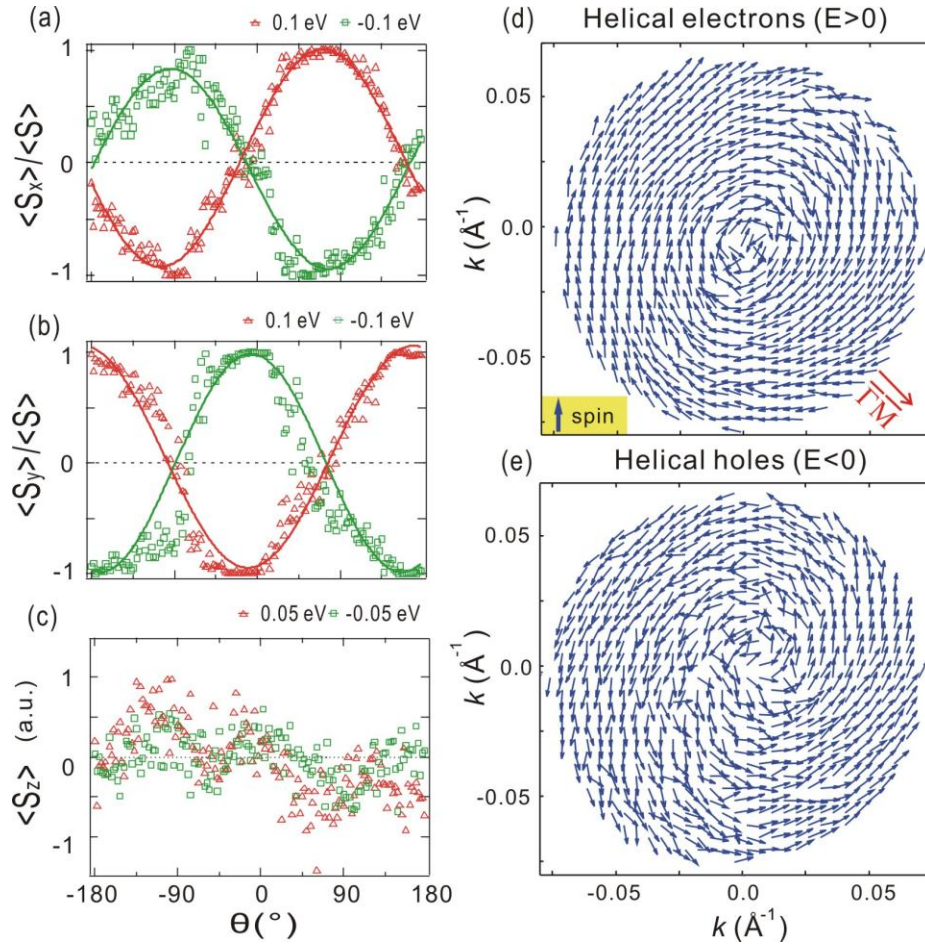 (a)
0.1 eV -0.1 eV
1
0
-1
<Sx>/<S>
(b)
0.1 eV -0.1 eV
1
0
-1
<Sy>/<S>
(c)
0.05 eV -0.05 eV
1
0
-1
<Sz> (a.u.)
-180 -90 0 90 180
Θ(°)
(d) Helical electrons (E>0)
0.05
0.0
-0.05
k (Å⁻¹)
spin
ΓM
(e) Helical holes (E<0)
0.05
0.0
-0.05
k (Å⁻¹)
-0.05 0.0 0.05
k (Å⁻¹)